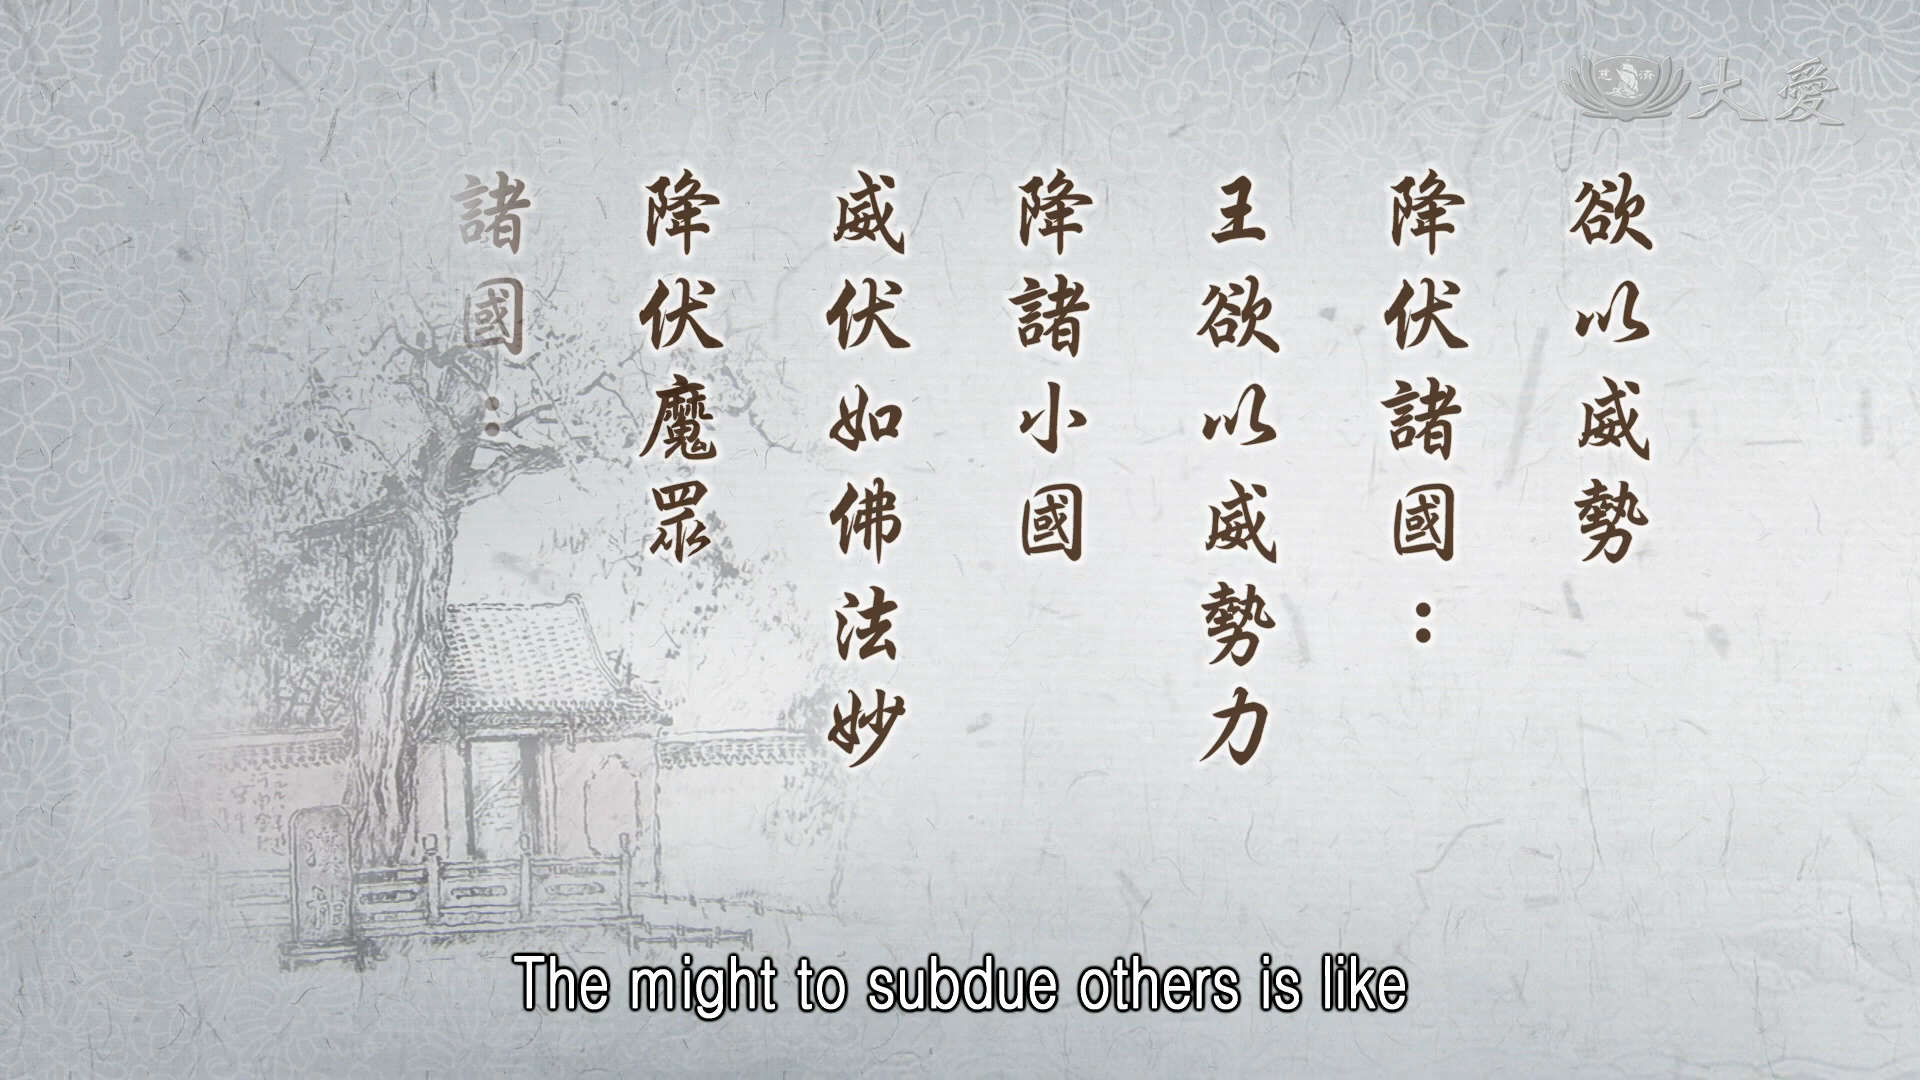 欲以威勢
降伏諸國：
王欲以威勢力
降諸小國
威伏如佛法妙
降伏魔眾
諸國：
慈濟
大愛
The might to subdue others is like